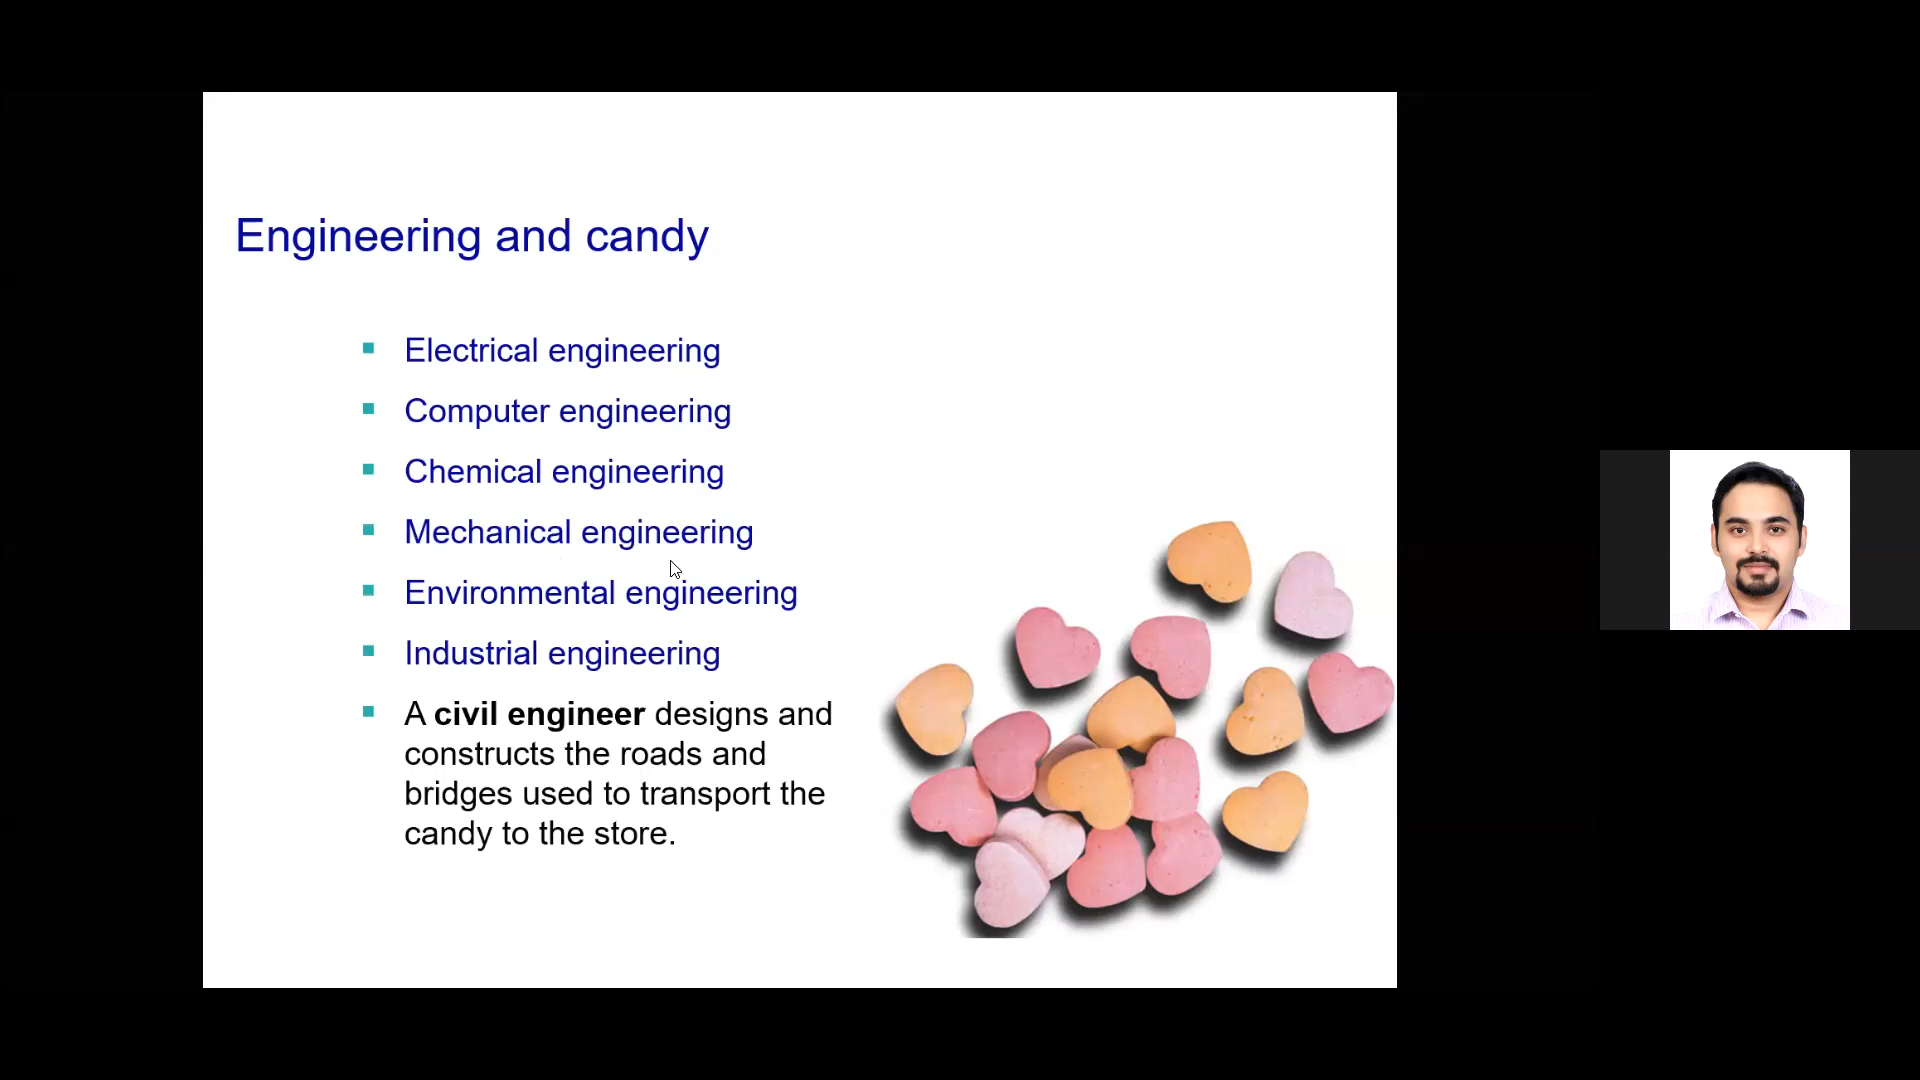 Engineering and candy
Electrical engineering
Computer engineering
Chemical engineering
Mechanical engineering
Environmental engineering
Industrial engineering
A civil engineer designs and
constructs the roads and
bridges used to transport the
candy to the store.